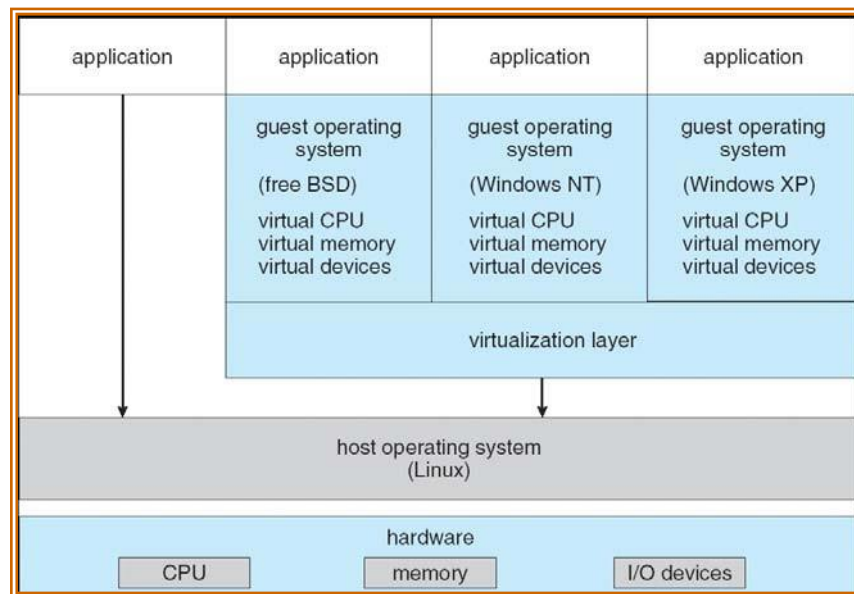 application
application
application
application
guest operating
system
(free BSD)
virtual CPU
virtual memory
virtual devices
guest operating
system
(Windows NT)
virtual CPU
virtual memory
virtual devices
guest operating
system
(Windows XP)
virtual CPU
virtual memory
virtual devices
virtualization layer
host operating system
(Linux)
hardware
CPU
memory
I/O devices